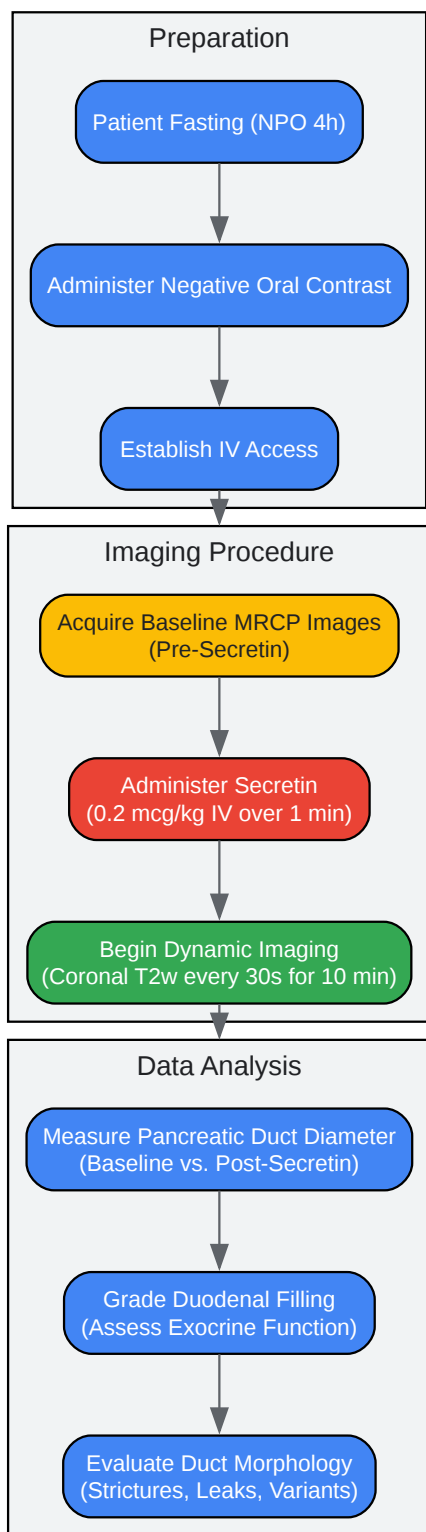 Preparation
Patient Fasting (NPO 4h)
Administer Negative Oral Contrast
Establish IV Access
Imaging Procedure
Acquire Baseline MRCP Images
(Pre-Secretin)
Administer Secretin
(0.2 mcg/kg IV over 1 min)
Begin Dynamic Imaging
(Coronal T2w every 30s for 10 min)
Data Analysis
Measure Pancreatic Duct Diameter
(Baseline vs. Post-Secretin)
Grade Duodenal Filling
(Assess Exocrine Function)
Evaluate Duct Morphology
(Strictures, Leaks, Variants)